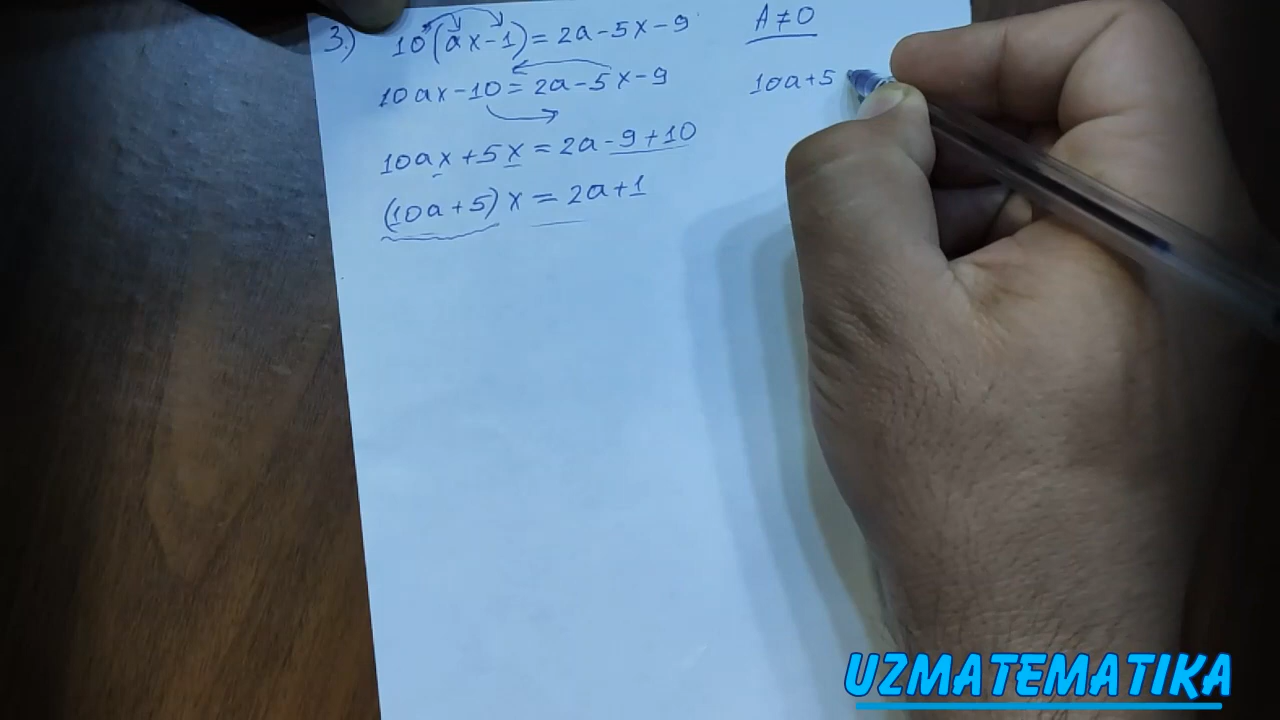 3.) 10(ax-1)=2a-5x-9
A≠0
10ax-10=2a-5x-9
10a+5
10ax+5x=2a-9+10
(10a+5)x=2a+1
UZMATEMATIKA